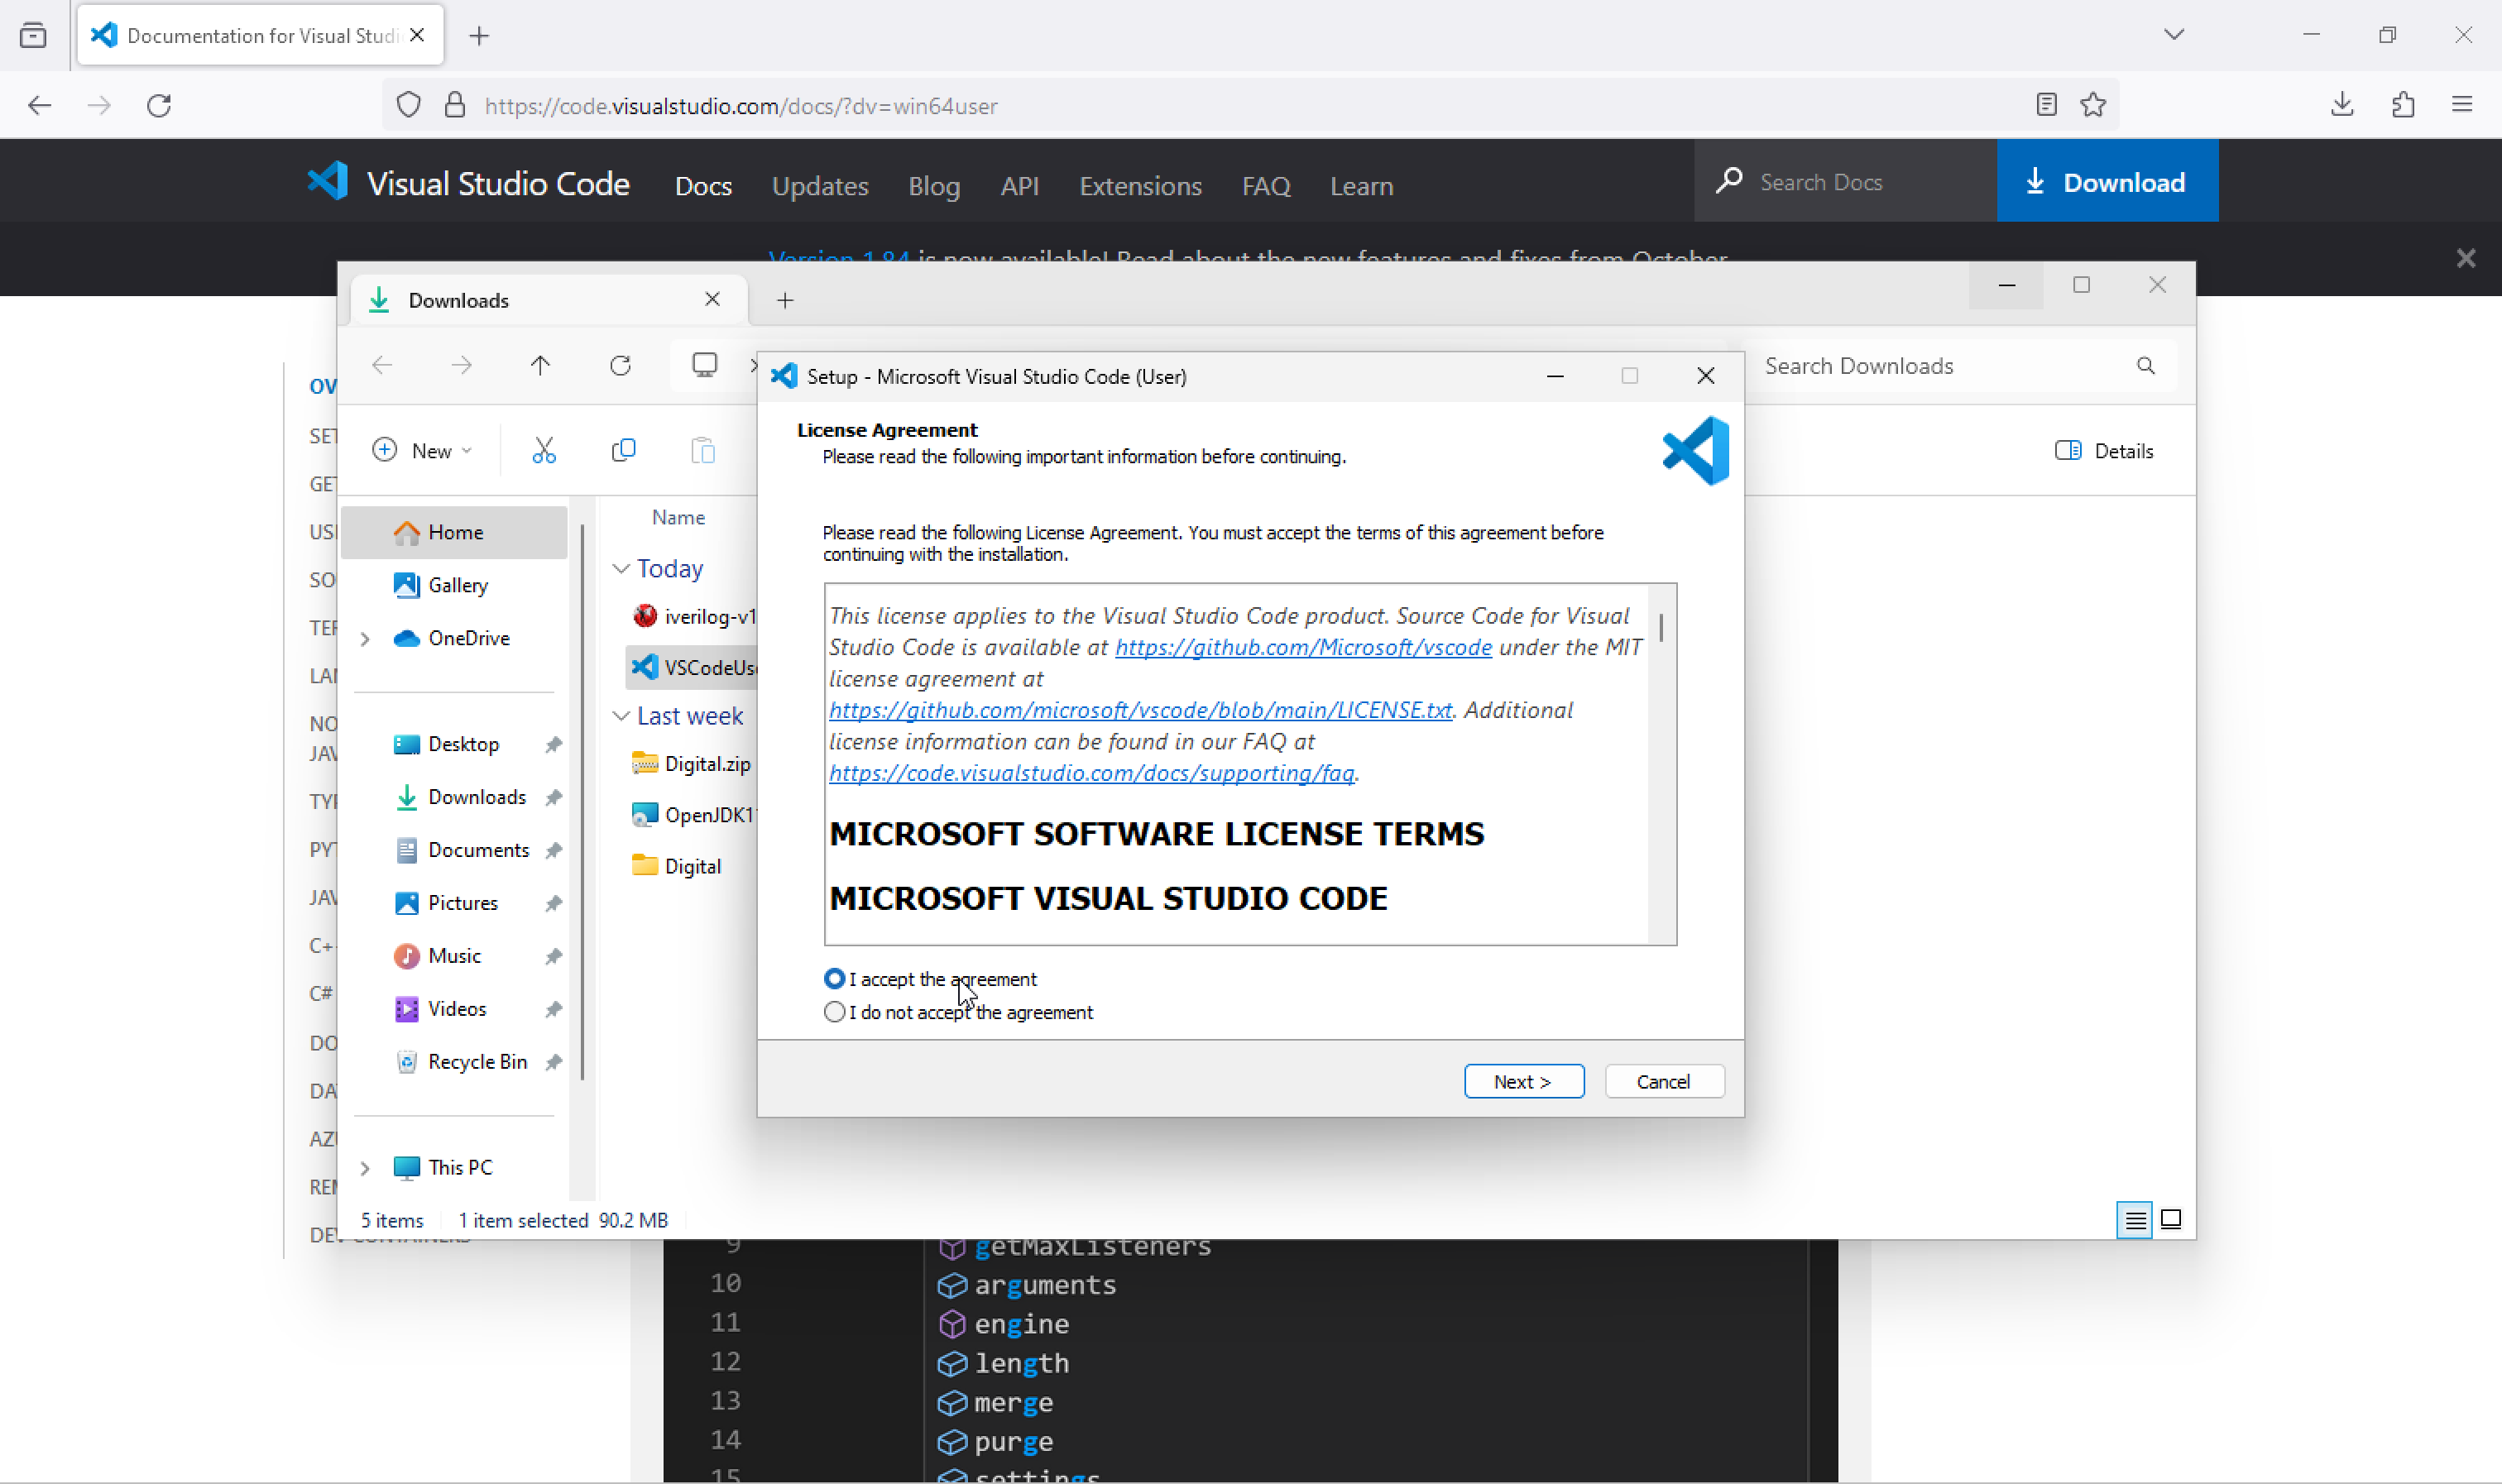 Documentation for Visual Studi
https://code.visualstudio.com/docs/?dv=win64user
Visual Studio Code
Docs
Updates
Blog
API
Extensions
FAQ
Learn
Search Docs
Download
Version 1.84 is now available! Read about the new features and fixes from October
Downloads
Search Downloads
New
Details
OV
SET
GET
USI
SO
TER
LAN
NO
JAV
TYP
PYT
JAV
C+
C#
DO
DA
AZU
REM
DEV CONTAINERS
Home
Gallery
OneDrive
Desktop
Downloads
Documents
Pictures
Music
Videos
Recycle Bin
This PC
Name
Today
iverilog-v1
VSCodeUse
Last week
Digital.zip
OpenJDK1
Digital
5 items
1 item selected 90.2 MB
Setup - Microsoft Visual Studio Code (User)
License Agreement
Please read the following important information before continuing.
Please read the following License Agreement. You must accept the terms of this agreement before
continuing with the installation.
This license applies to the Visual Studio Code product. Source Code for Visual
Studio Code is available at https://github.com/Microsoft/vscode under the MIT
license agreement at
https://github.com/microsoft/vscode/blob/main/LICENSE.txt. Additional
license information can be found in our FAQ at
https://code.visualstudio.com/docs/supporting/faq.
MICROSOFT SOFTWARE LICENSE TERMS
MICROSOFT VISUAL STUDIO CODE
I accept the agreement
I do not accept the agreement
Next >
Cancel
9 getMaxListeners
10 arguments
11 engine
12 length
13 merge
14 purge
15 settings